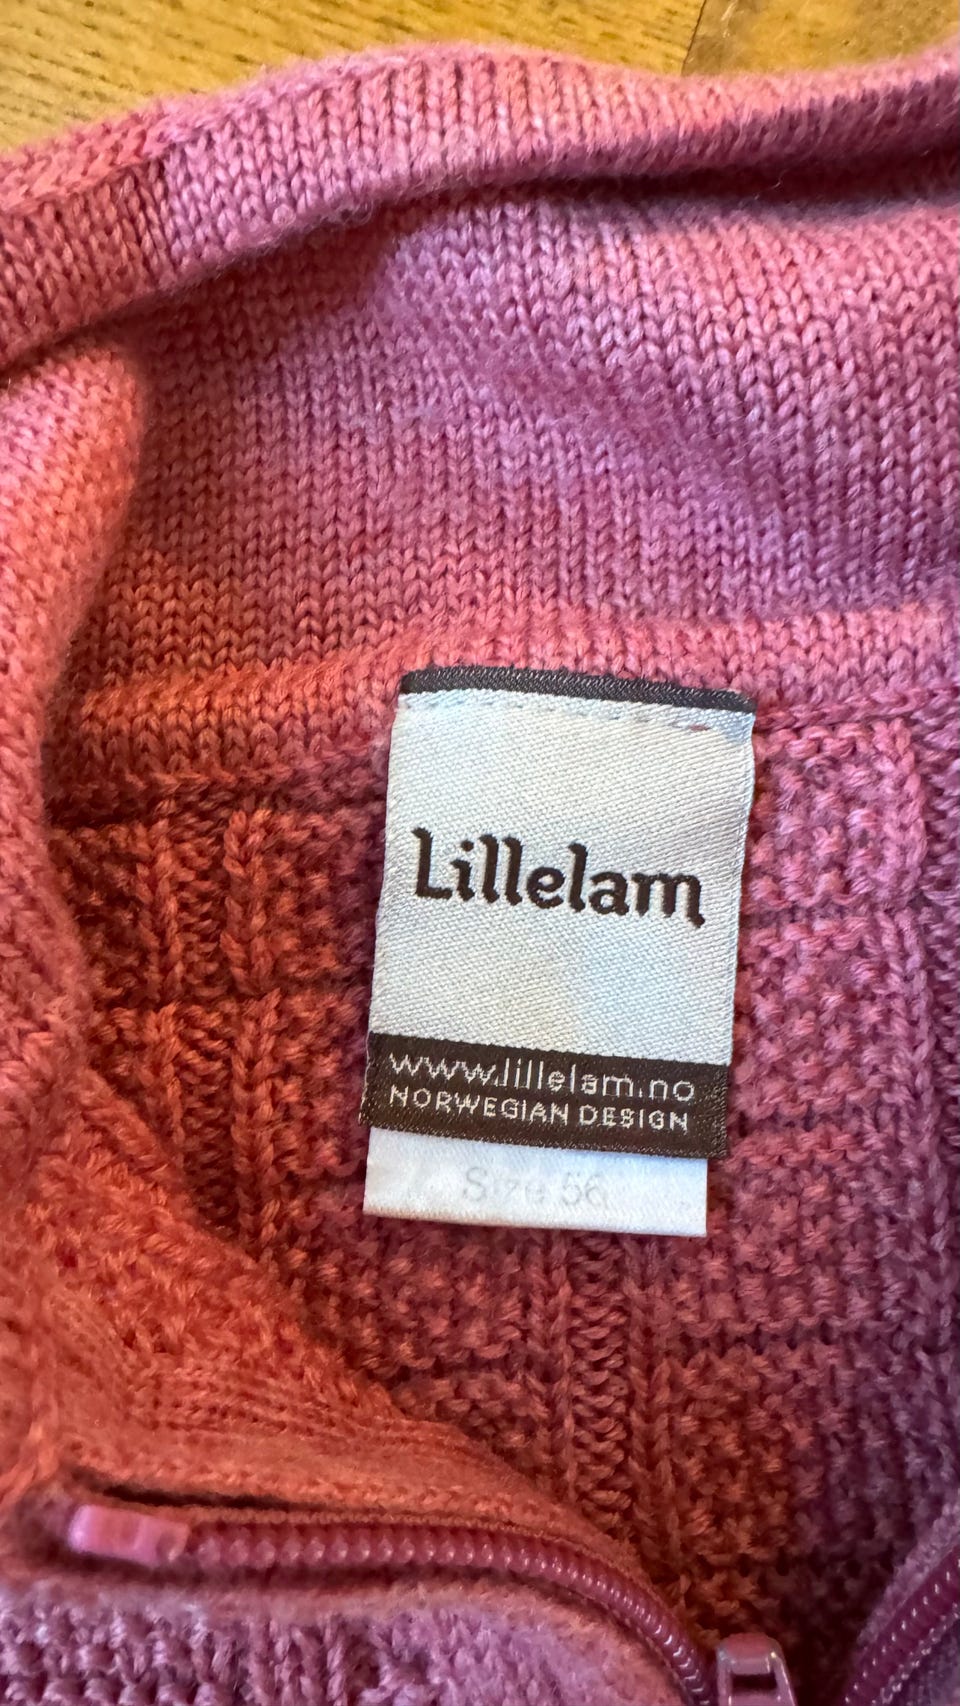 Lillelam
www.lillelam.no
NORWEGIAN DESIGN
Size 56